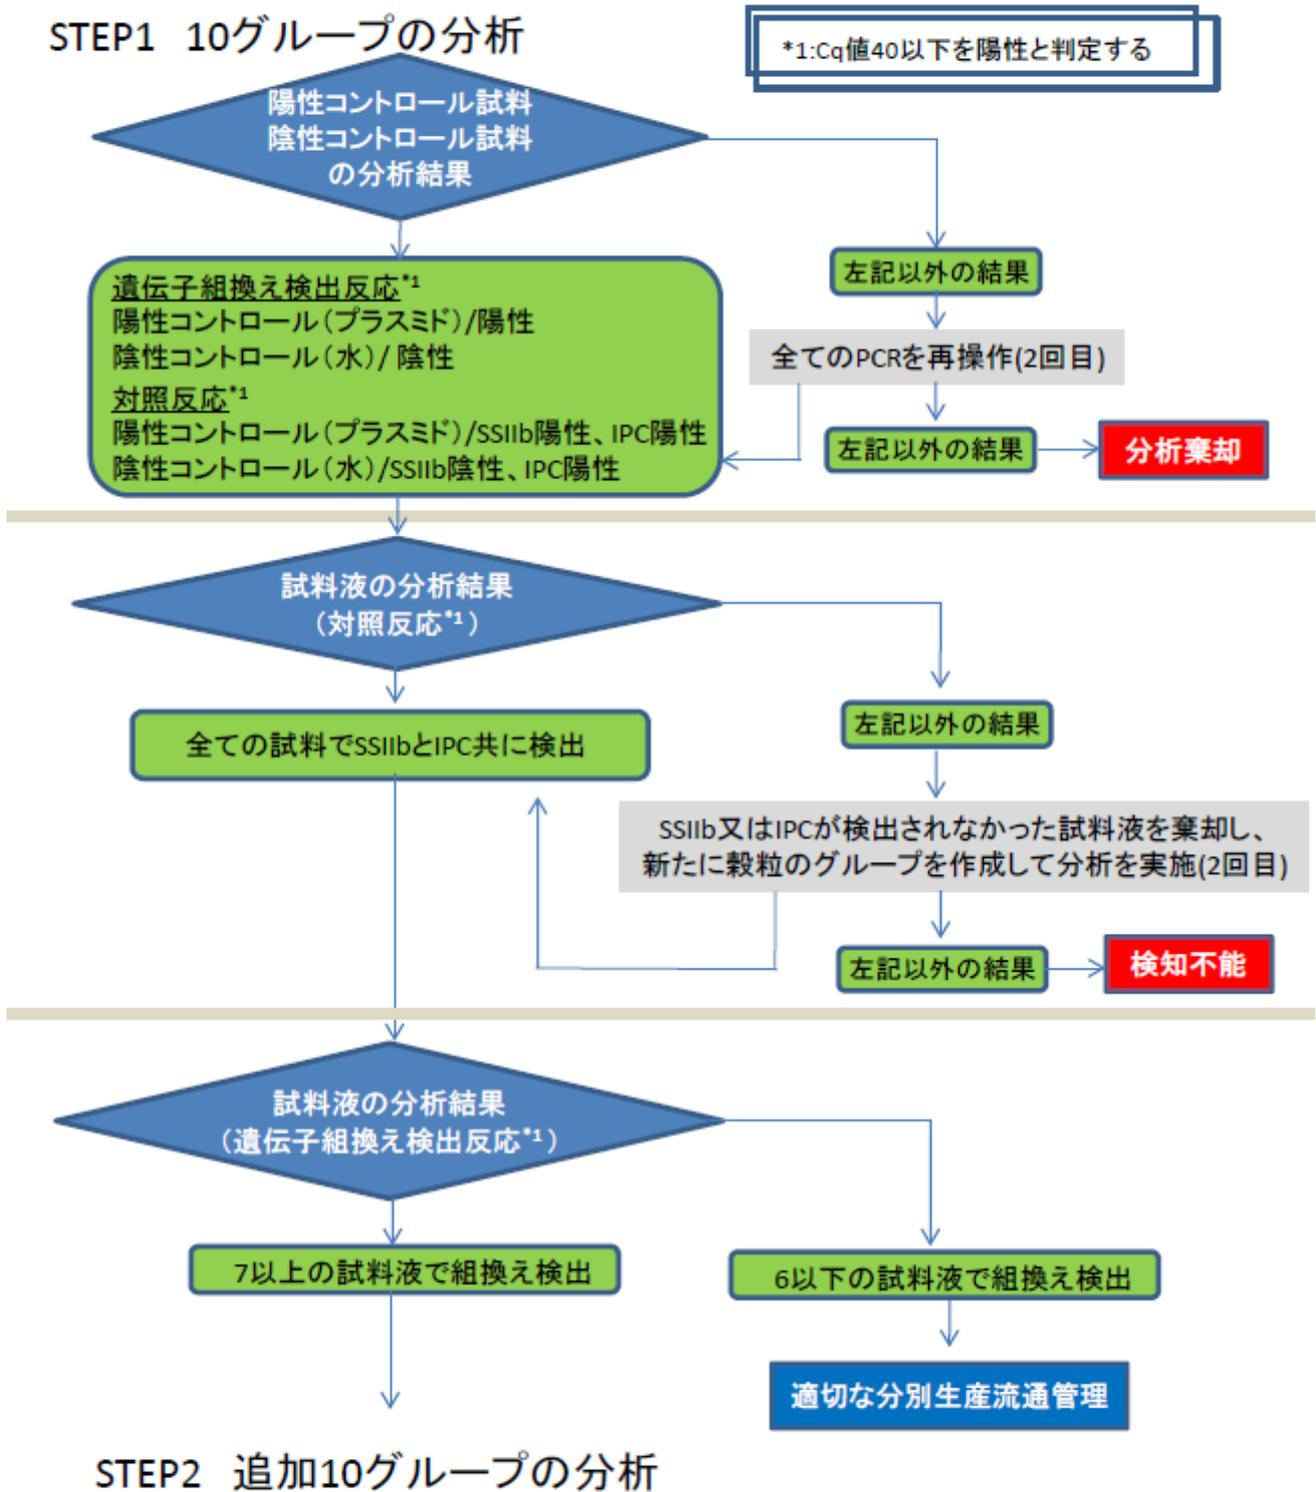 STEP1 10グループの分析
*1:Cq値40以下を陽性と判定する
陽性コントロール試料
陰性コントロール試料
の分析結果
遺伝子組換え検出反応*1
陽性コントロール（プラスミド）/陽性
陰性コントロール（水）/ 陰性
対照反応*1
陽性コントロール（プラスミド）/SSIIb陽性、IPC陽性
陰性コントロール（水）/SSIIb陰性、IPC陽性
左記以外の結果
全てのPCRを再操作(2回目)
左記以外の結果
分析棄却
試料液の分析結果
（対照反応*1）
全ての試料でSSIIbとIPC共に検出
左記以外の結果
SSIIb又はIPCが検出されなかった試料液を棄却し、
新たに穀粒のグループを作成して分析を実施(2回目)
左記以外の結果
検知不能
試料液の分析結果
（遺伝子組換え検出反応*1）
7以上の試料液で組換え検出
6以下の試料液で組換え検出
適切な分別生産流通管理
STEP2 追加10グループの分析